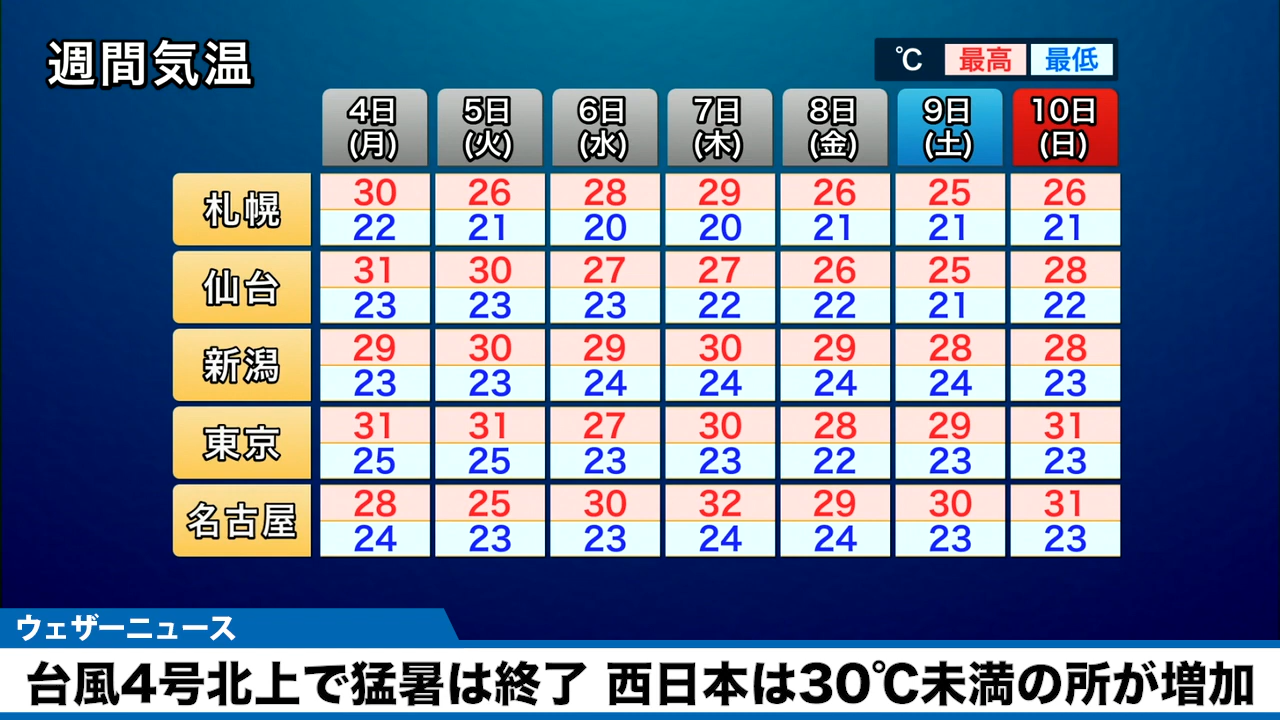 週間気温
℃ 最高 最低
4日 5日 6日 7日 8日 9日 10日
(月) (火) (水) (木) (金) (土) (日)
札幌
30 26 28 29 26 25 26
22 21 20 20 21 21 21
仙台
31 30 27 27 26 25 28
23 23 23 22 22 21 22
新潟
29 30 29 30 29 28 28
23 23 24 24 24 24 23
東京
31 31 27 30 28 29 31
25 25 23 23 22 23 23
名古屋
28 25 30 32 29 30 31
24 23 23 24 24 23 23
ウェザーニュース
台風4号北上で猛暑は終了 西日本は30℃未満の所が増加